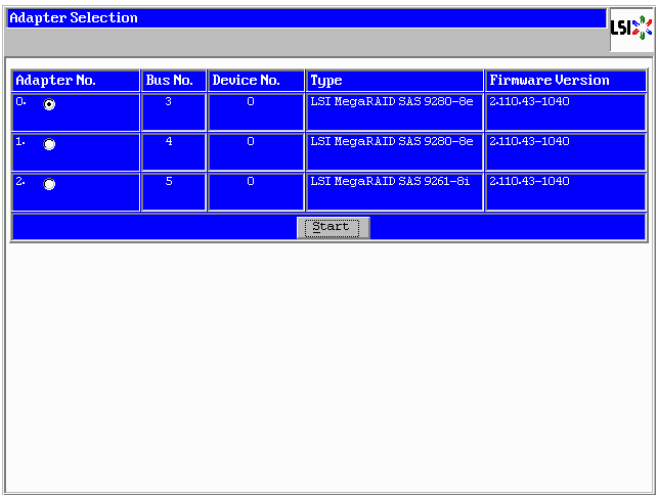 Adapter Selection
LSI
Adapter No. Bus No. Device No. Type Firmware Version
0. 3 0 LSI MegaRAID SAS 9280-8e 2.110.43-1040
1. 4 0 LSI MegaRAID SAS 9280-8e 2.110.43-1040
2. 5 0 LSI MegaRAID SAS 9261-8i 2.110.43-1040
Start